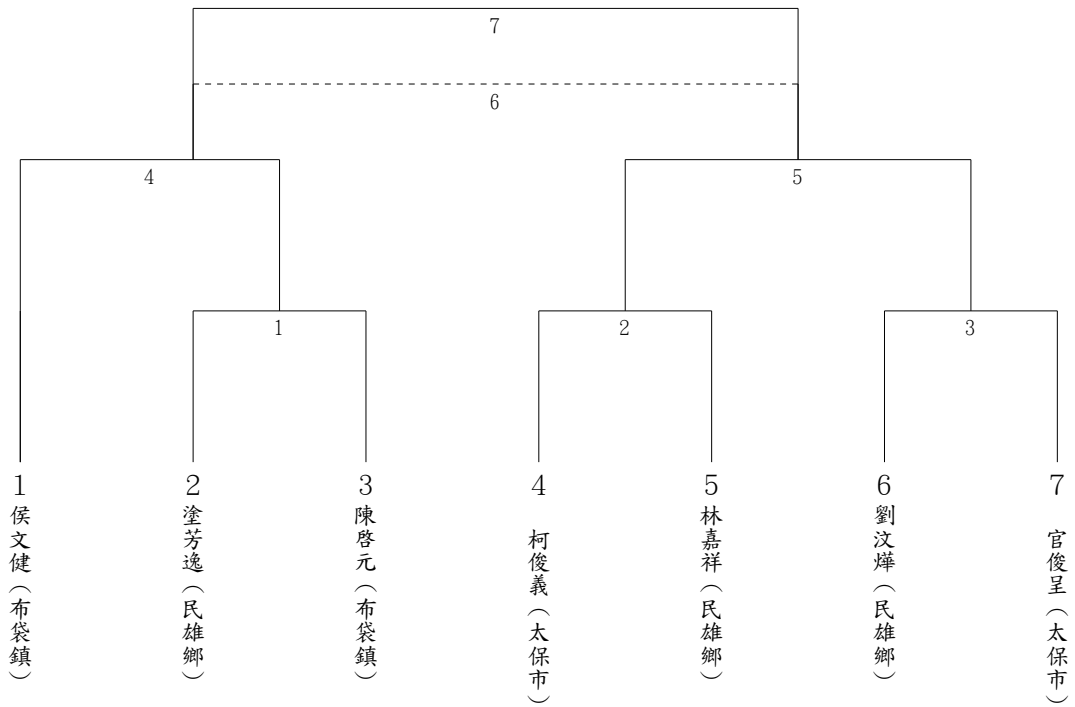 7
6
4
5
1
2
3
1
侯文健（布袋鎮）
2
塗芳逸（民雄鄉）
3
陳啓元（布袋鎮）
4
柯俊義（太保市）
5
林嘉祥（民雄鄉）
6
劉汶燁（民雄鄉）
7
官俊呈（太保市）